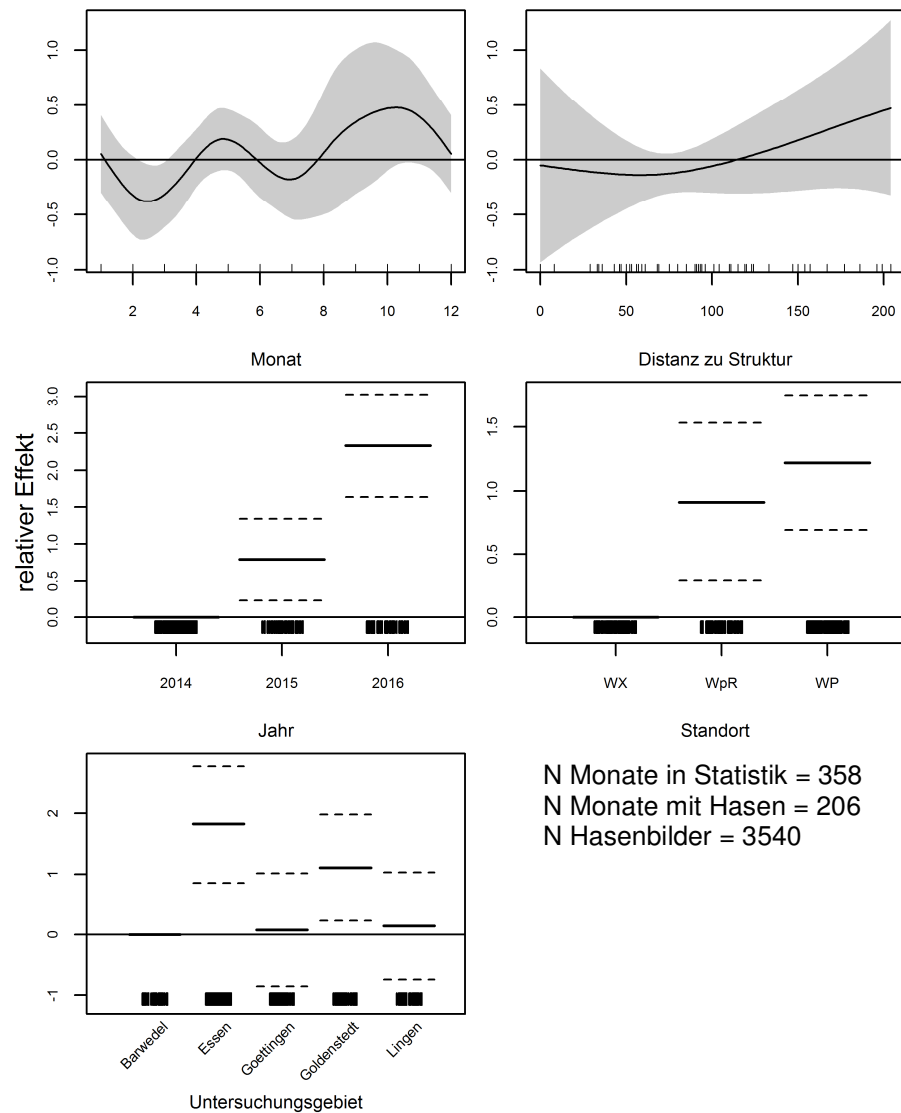 1.0
0.5
0.0
-0.5
-1.0
2 4 6 8 10 12
Monat
1.0
0.5
0.0
-0.5
-1.0
0 50 100 150 200
Distanz zu Struktur
relativer Effekt
3.0
2.5
2.0
1.5
1.0
0.5
0.0
2014 2015 2016
Jahr
1.5
1.0
0.5
0.0
WX WpR WP
Standort
2
1
0
-1
Barwedel Essen Goettingen Goldenstedt Lingen
Untersuchungsgebiet
N Monate in Statistik = 358
N Monate mit Hasen = 206
N Hasenbilder = 3540